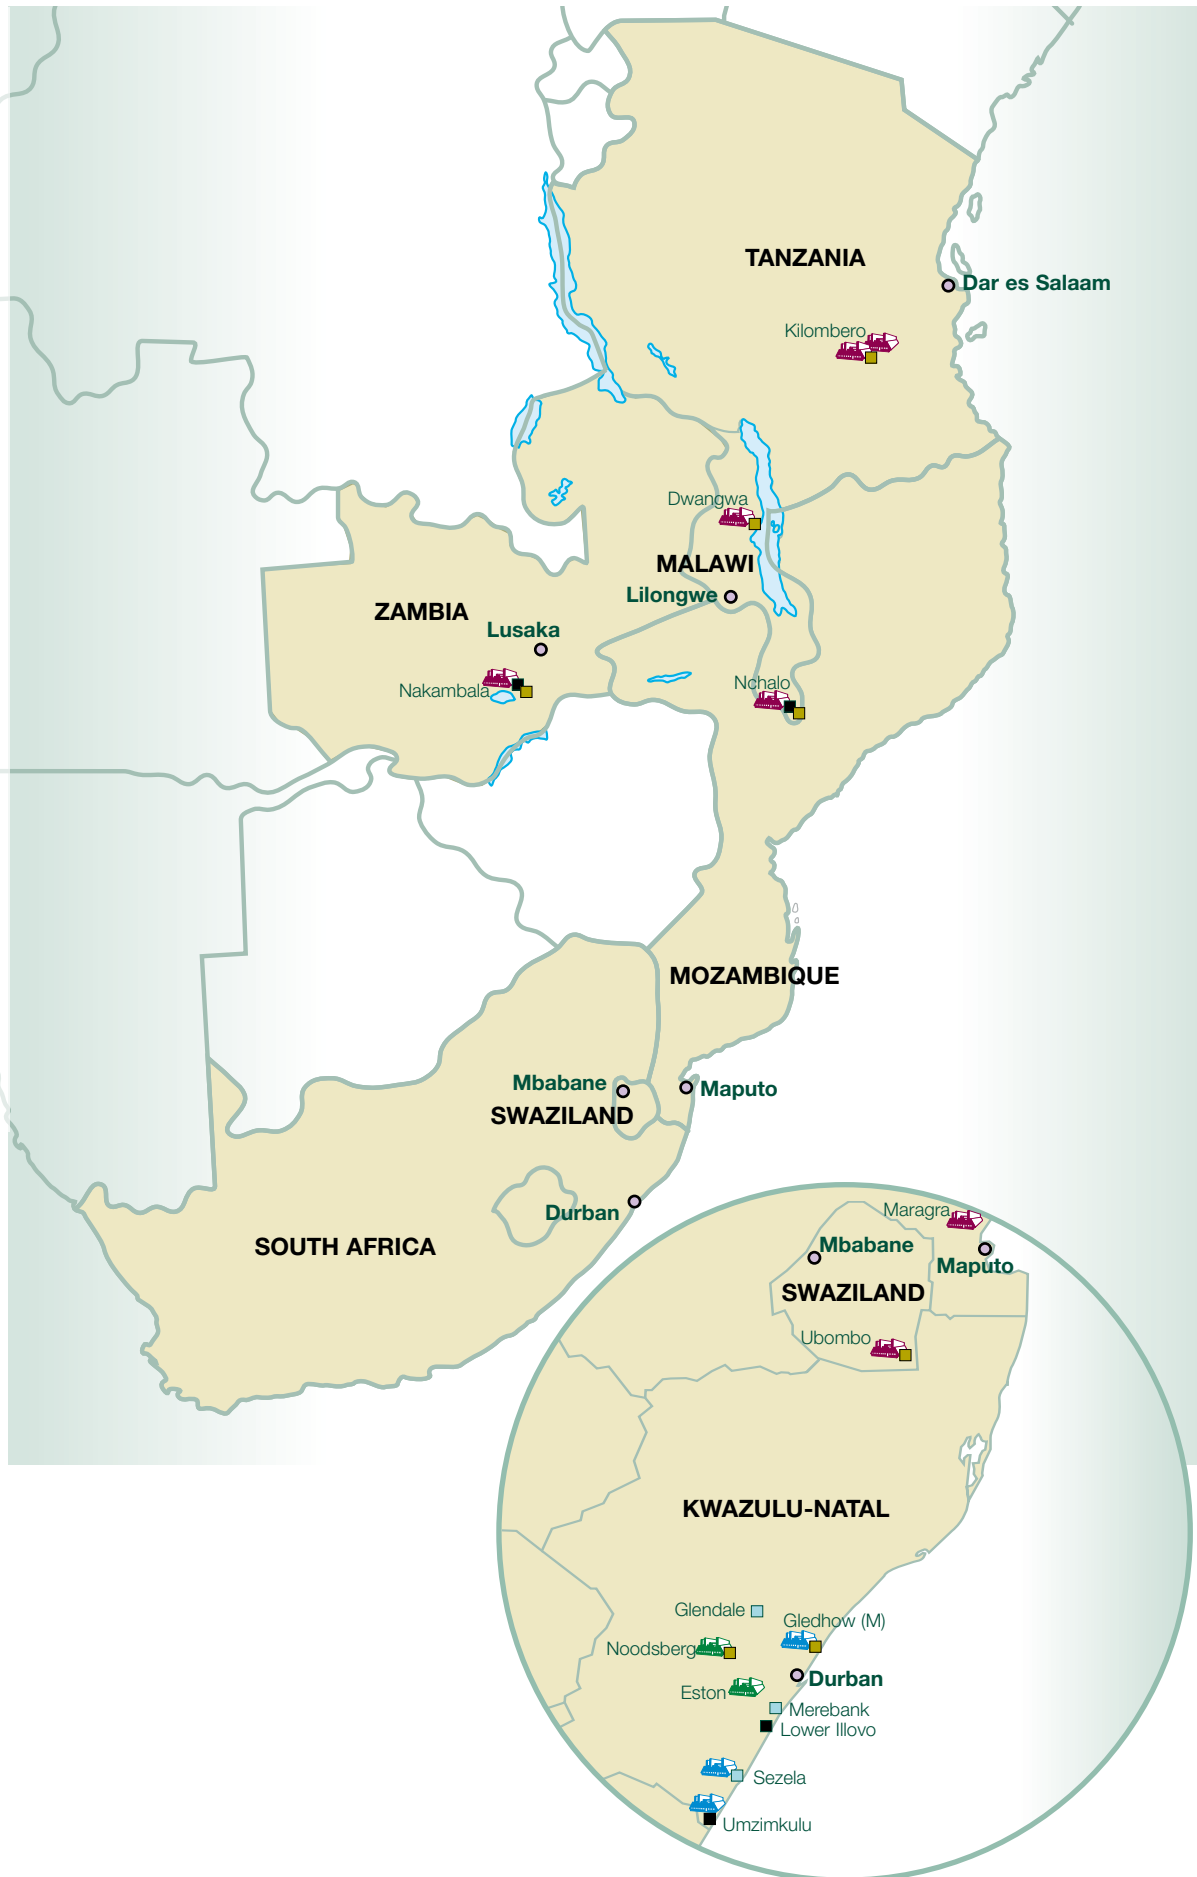 TANZANIA
Dar es Salaam
Kilombero
Dwangwa
MALAWI
Lilongwe
ZAMBIA
Lusaka
Nakambala
Nchalo
MOZAMBIQUE
Mbabane
Maputo
SWAZILAND
Durban
SOUTH AFRICA
Maragra
Mbabane
Maputo
SWAZILAND
Ubombo
KWAZULU-NATAL
Glendale
Gledhow (M)
Noodsberg
Durban
Eston
Merebank
Lower Illovo
Sezela
Umzimkulu